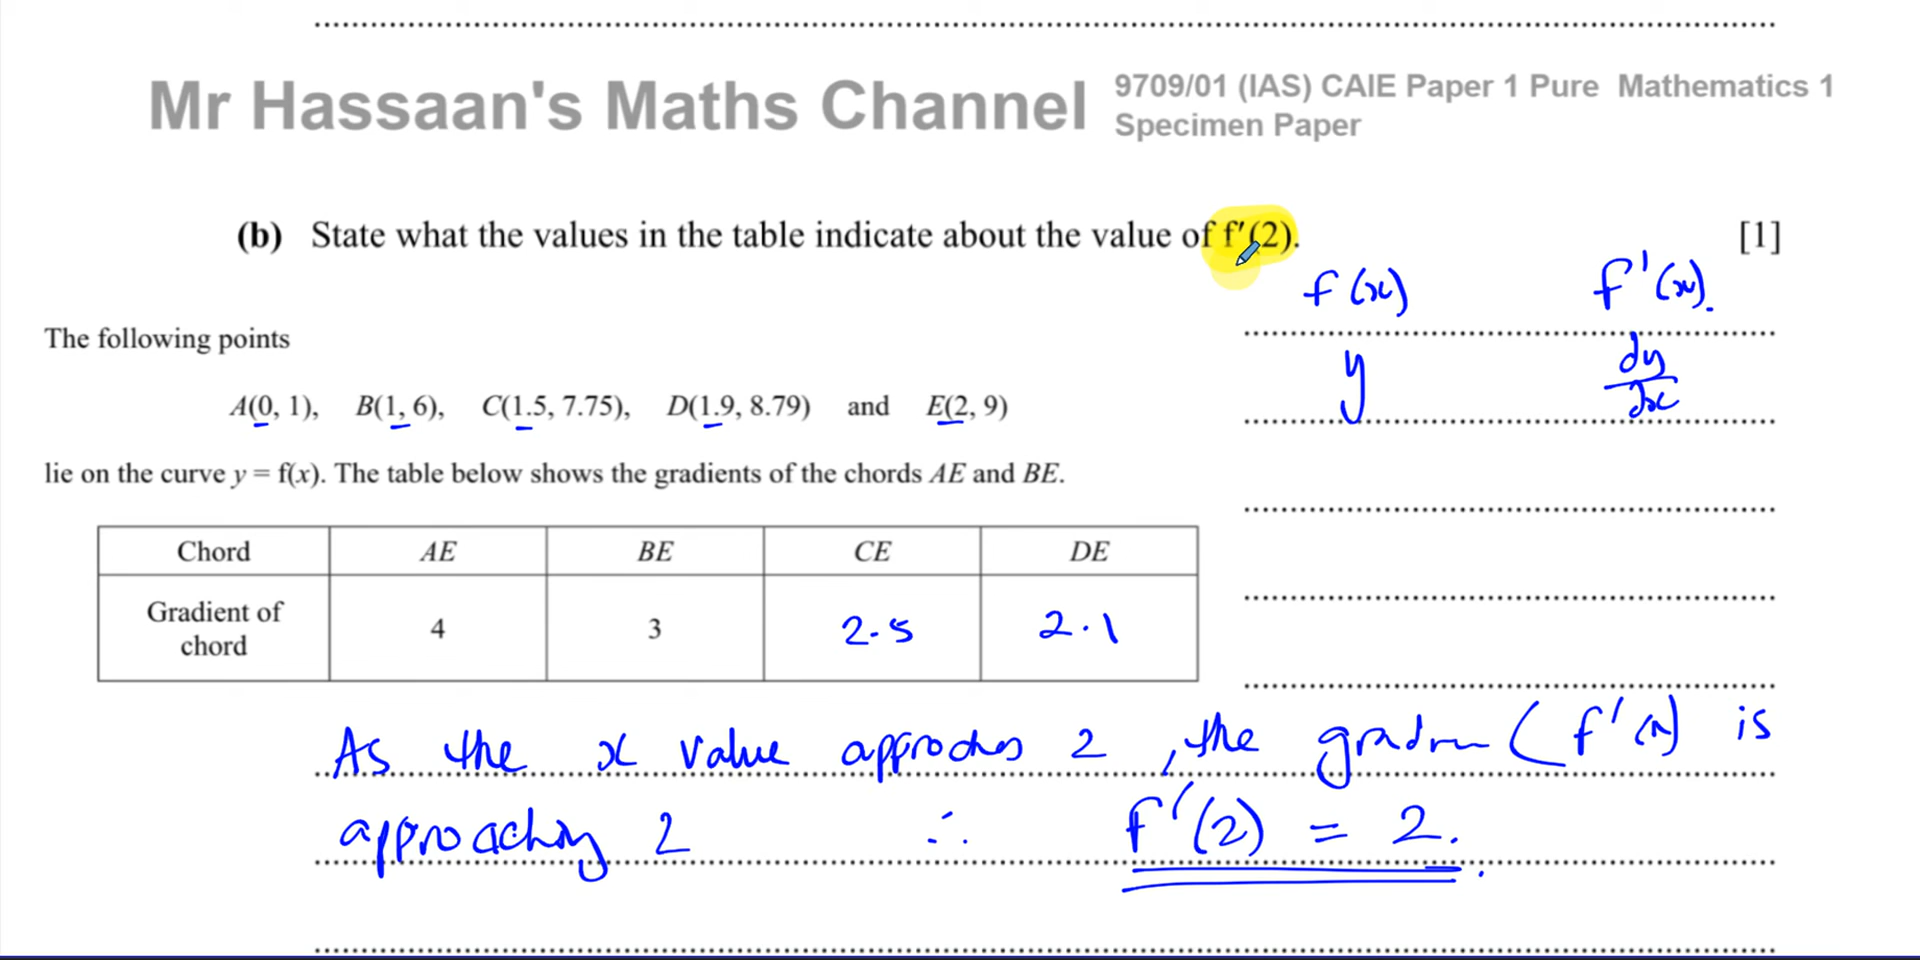 Mr Hassaan's Maths Channel
9709/01 (IAS) CAIE Paper 1 Pure Mathematics 1
Specimen Paper
(b) State what the values in the table indicate about the value of f′(2). [1]
f(x) f'(x).
The following points
y dy/dx
A(0, 1), B(1, 6), C(1.5, 7.75), D(1.9, 8.79) and E(2, 9)
lie on the curve y = f(x). The table below shows the gradients of the chords AE and BE.
Chord AE BE CE DE
Gradient of chord 4 3 2.5 2.1
As the x value approches 2, the (f'(x) is
approaching 2 ∴ f'(2) = 2.